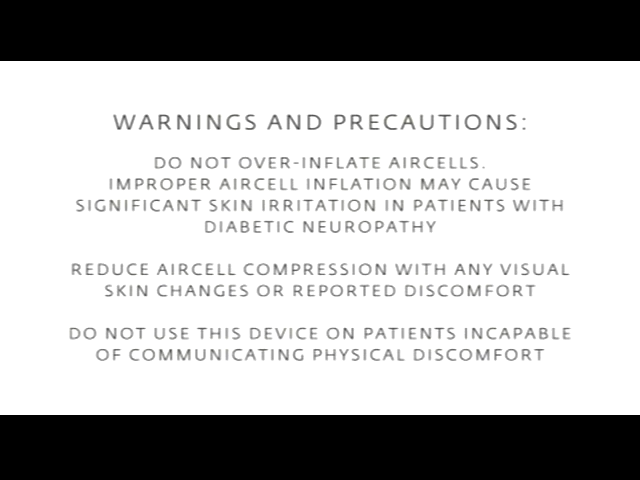 WARNINGS AND PRECAUTIONS:
DO NOT OVER-INFLATE AIRCELLS.
IMPROPER AIRCELL INFLATION MAY CAUSE
SIGNIFICANT SKIN IRRITATION IN PATIENTS WITH
DIABETIC NEUROPATHY
REDUCE AIRCELL COMPRESSION WITH ANY VISUAL
SKIN CHANGES OR REPORTED DISCOMFORT
DO NOT USE THIS DEVICE ON PATIENTS INCAPABLE
OF COMMUNICATING PHYSICAL DISCOMFORT